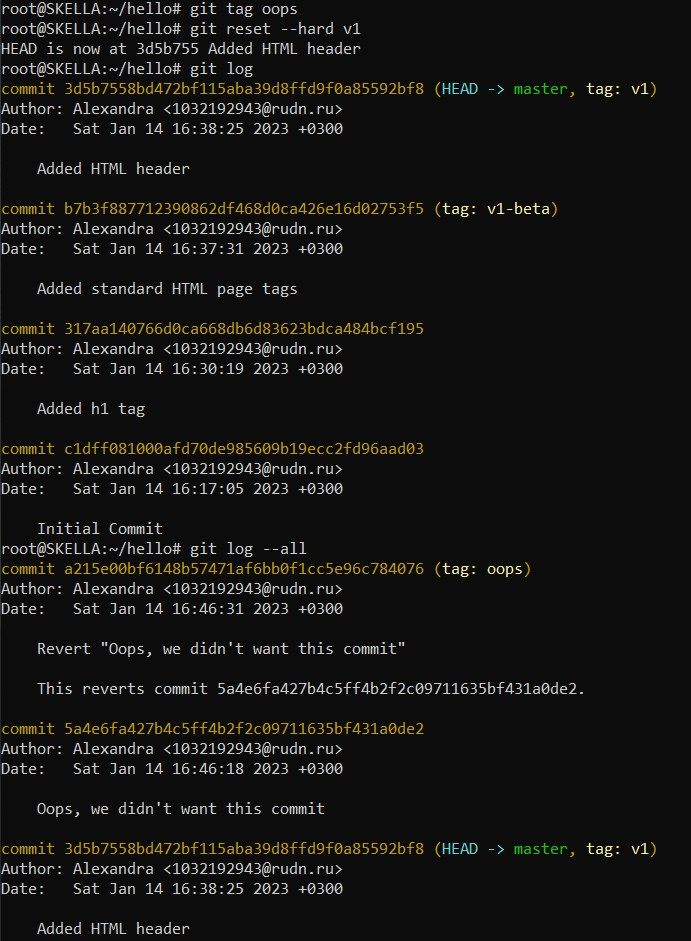 root@SKELLA:~/hello# git tag oops
root@SKELLA:~/hello# git reset --hard v1
HEAD is now at 3d5b755 Added HTML header
root@SKELLA:~/hello# git log
commit 3d5b7558bd472bf115aba39d8ffd9f0a85592bf8 (HEAD -> master, tag: v1)
Author: Alexandra <1032192943@rudn.ru>
Date:   Sat Jan 14 16:38:25 2023 +0300

    Added HTML header

commit b7b3f887712390862df468d0ca426e16d02753f5 (tag: v1-beta)
Author: Alexandra <1032192943@rudn.ru>
Date:   Sat Jan 14 16:37:31 2023 +0300

    Added standard HTML page tags

commit 317aa140766d0ca668db6d83623bdca484bcf195
Author: Alexandra <1032192943@rudn.ru>
Date:   Sat Jan 14 16:30:19 2023 +0300

    Added h1 tag

commit c1dff081000afd70de985609b19ecc2fd96aad03
Author: Alexandra <1032192943@rudn.ru>
Date:   Sat Jan 14 16:17:05 2023 +0300

    Initial Commit
root@SKELLA:~/hello# git log --all
commit a215e00bf6148b57471af6bb0f1cc5e96c784076 (tag: oops)
Author: Alexandra <1032192943@rudn.ru>
Date:   Sat Jan 14 16:46:31 2023 +0300

    Revert "Oops, we didn't want this commit"

    This reverts commit 5a4e6fa427b4c5ff4b2f2c09711635bf431a0de2.

commit 5a4e6fa427b4c5ff4b2f2c09711635bf431a0de2
Author: Alexandra <1032192943@rudn.ru>
Date:   Sat Jan 14 16:46:18 2023 +0300

    Oops, we didn't want this commit

commit 3d5b7558bd472bf115aba39d8ffd9f0a85592bf8 (HEAD -> master, tag: v1)
Author: Alexandra <1032192943@rudn.ru>
Date:   Sat Jan 14 16:38:25 2023 +0300

    Added HTML header